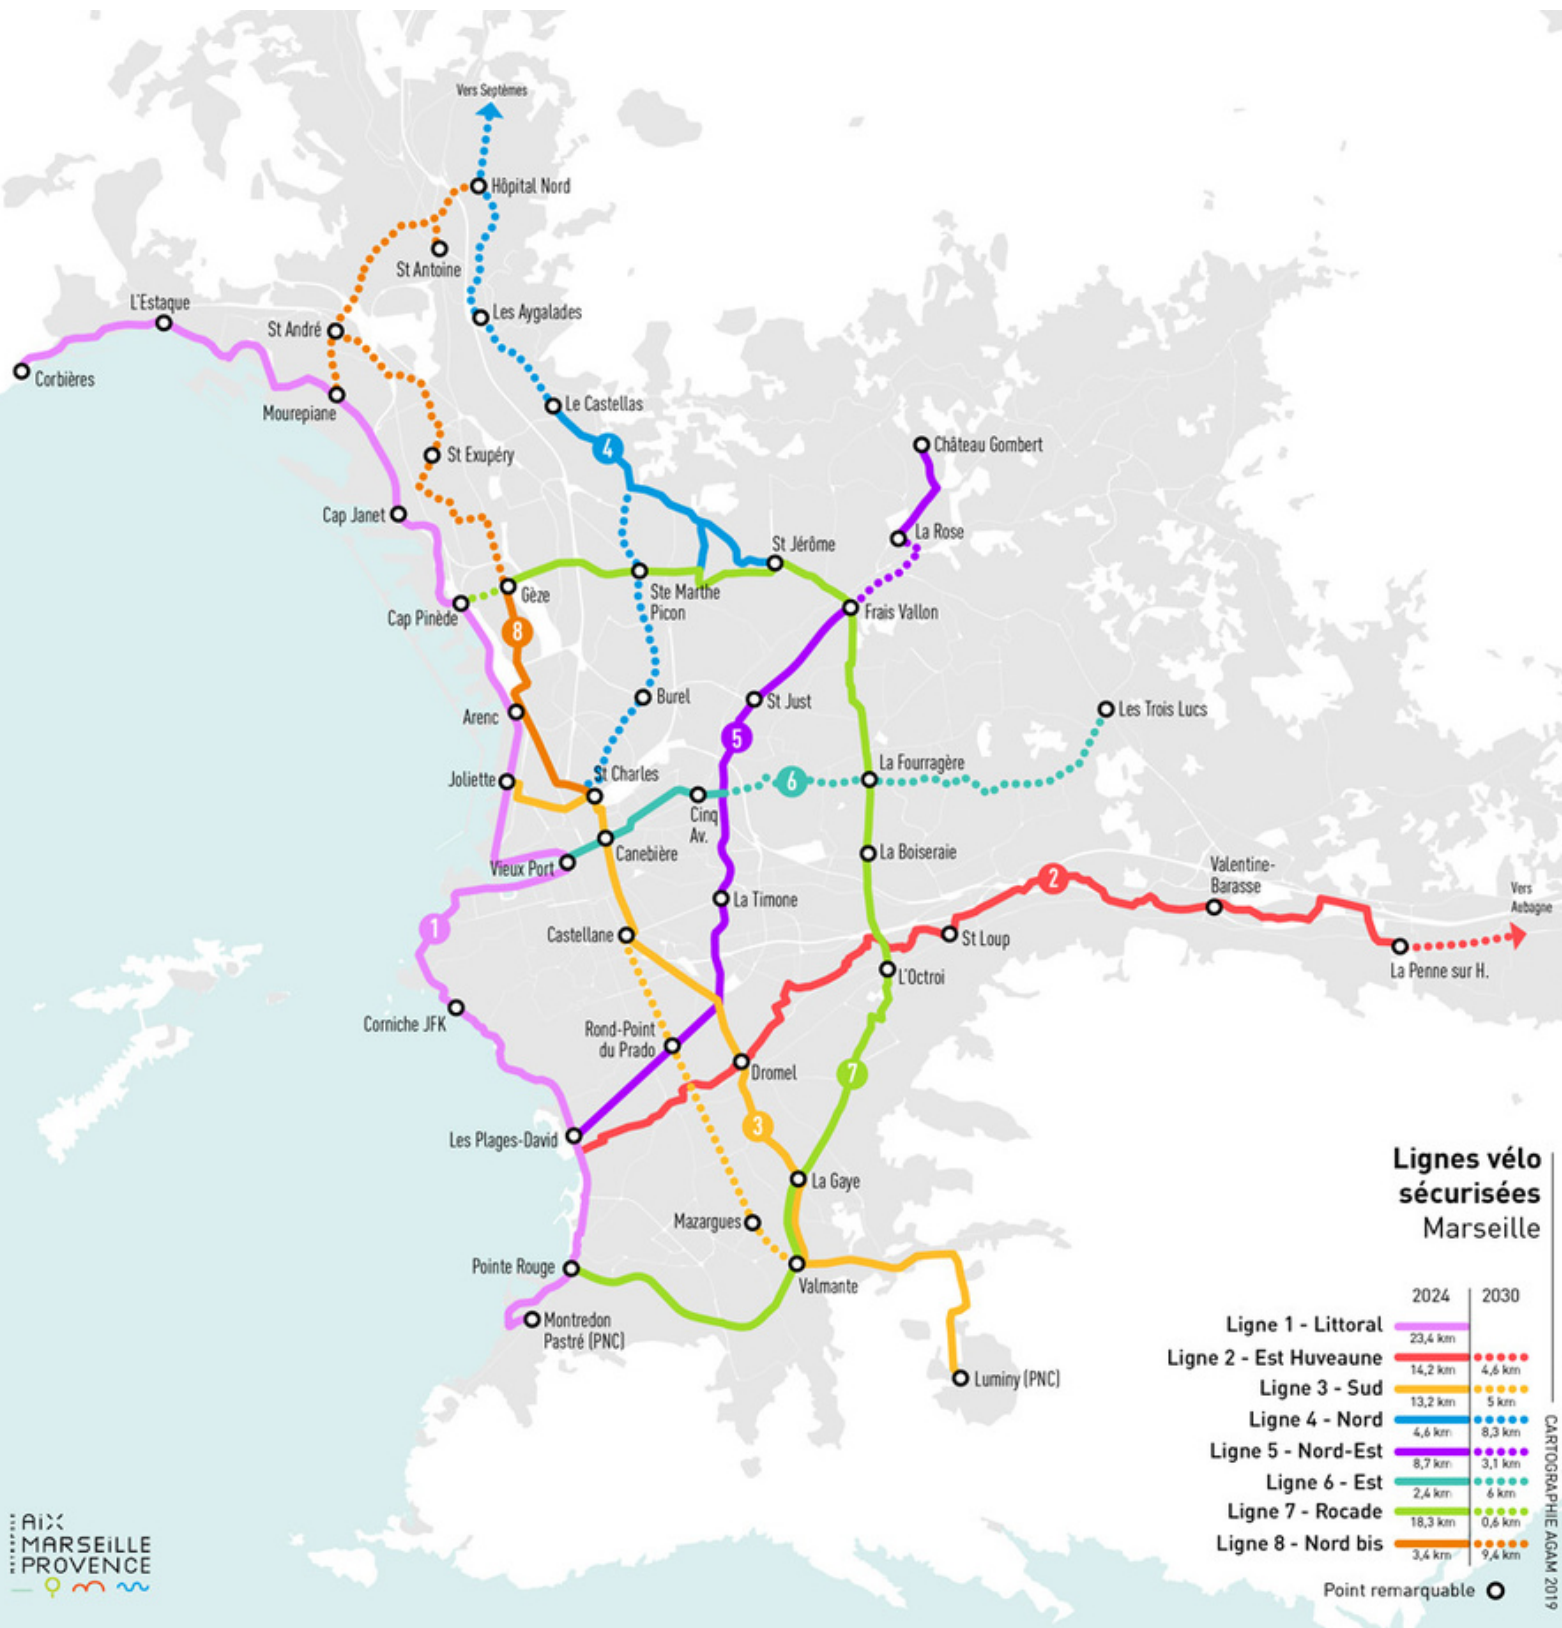 Vers Septèmes
Hôpital Nord
St Antoine
L'Estaque
St André
Les Aygalades
Corbières
Mourepiane
Le Castellas
4
St Exupéry
Château Gombert
Cap Janet
La Rose
St Jérôme
Gèze
Ste Marthe
Picon
Cap Pinède
Frais Vallon
8
Burel
St Just
Arenc
Les Trois Lucs
5
St Charles
La Fourragère
Joliette
6
Cinq
Av.
Canebière
La Boiseraie
Vieux Port
Valentine-
Barasse
2
Vers
Aubagne
La Timone
1
Castellane
St Loup
L'Octroi
La Penne sur H.
Corniche JFK
Rond-Point
du Prado
Dromel
7
3
Les Plages-David
La Gaye
Mazargues
Pointe Rouge
Valmante
Montredon
Pastré (PNC)
Luminy (PNC)
Lignes vélo
sécurisées
Marseille
2024 2030
Ligne 1 - Littoral
23,4 km
Ligne 2 - Est Huveaune
14,2 km 4,6 km
Ligne 3 - Sud
13,2 km 5 km
Ligne 4 - Nord
4,6 km 8,3 km
Ligne 5 - Nord-Est
8,7 km 3,1 km
Ligne 6 - Est
2,4 km 6 km
Ligne 7 - Rocade
18,3 km 0,6 km
Ligne 8 - Nord bis
3,4 km 9,4 km
Point remarquable
CARTOGRAPHIE AGAM 2019
MÉTROPOLE
AIX
MARSEILLE
PROVENCE